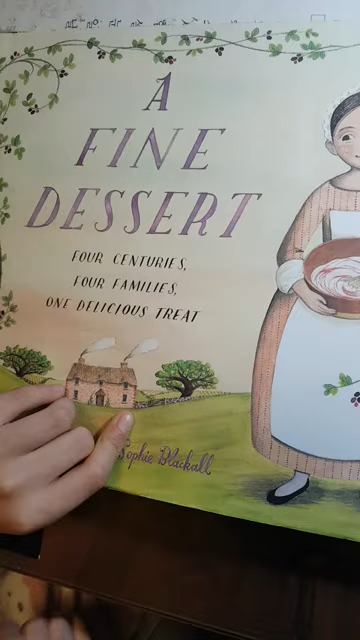 A
FINE
DESSERT
FOUR CENTURIES,
FOUR FAMILIES,
ONE DELICIOUS TREAT
Sophie Blackall